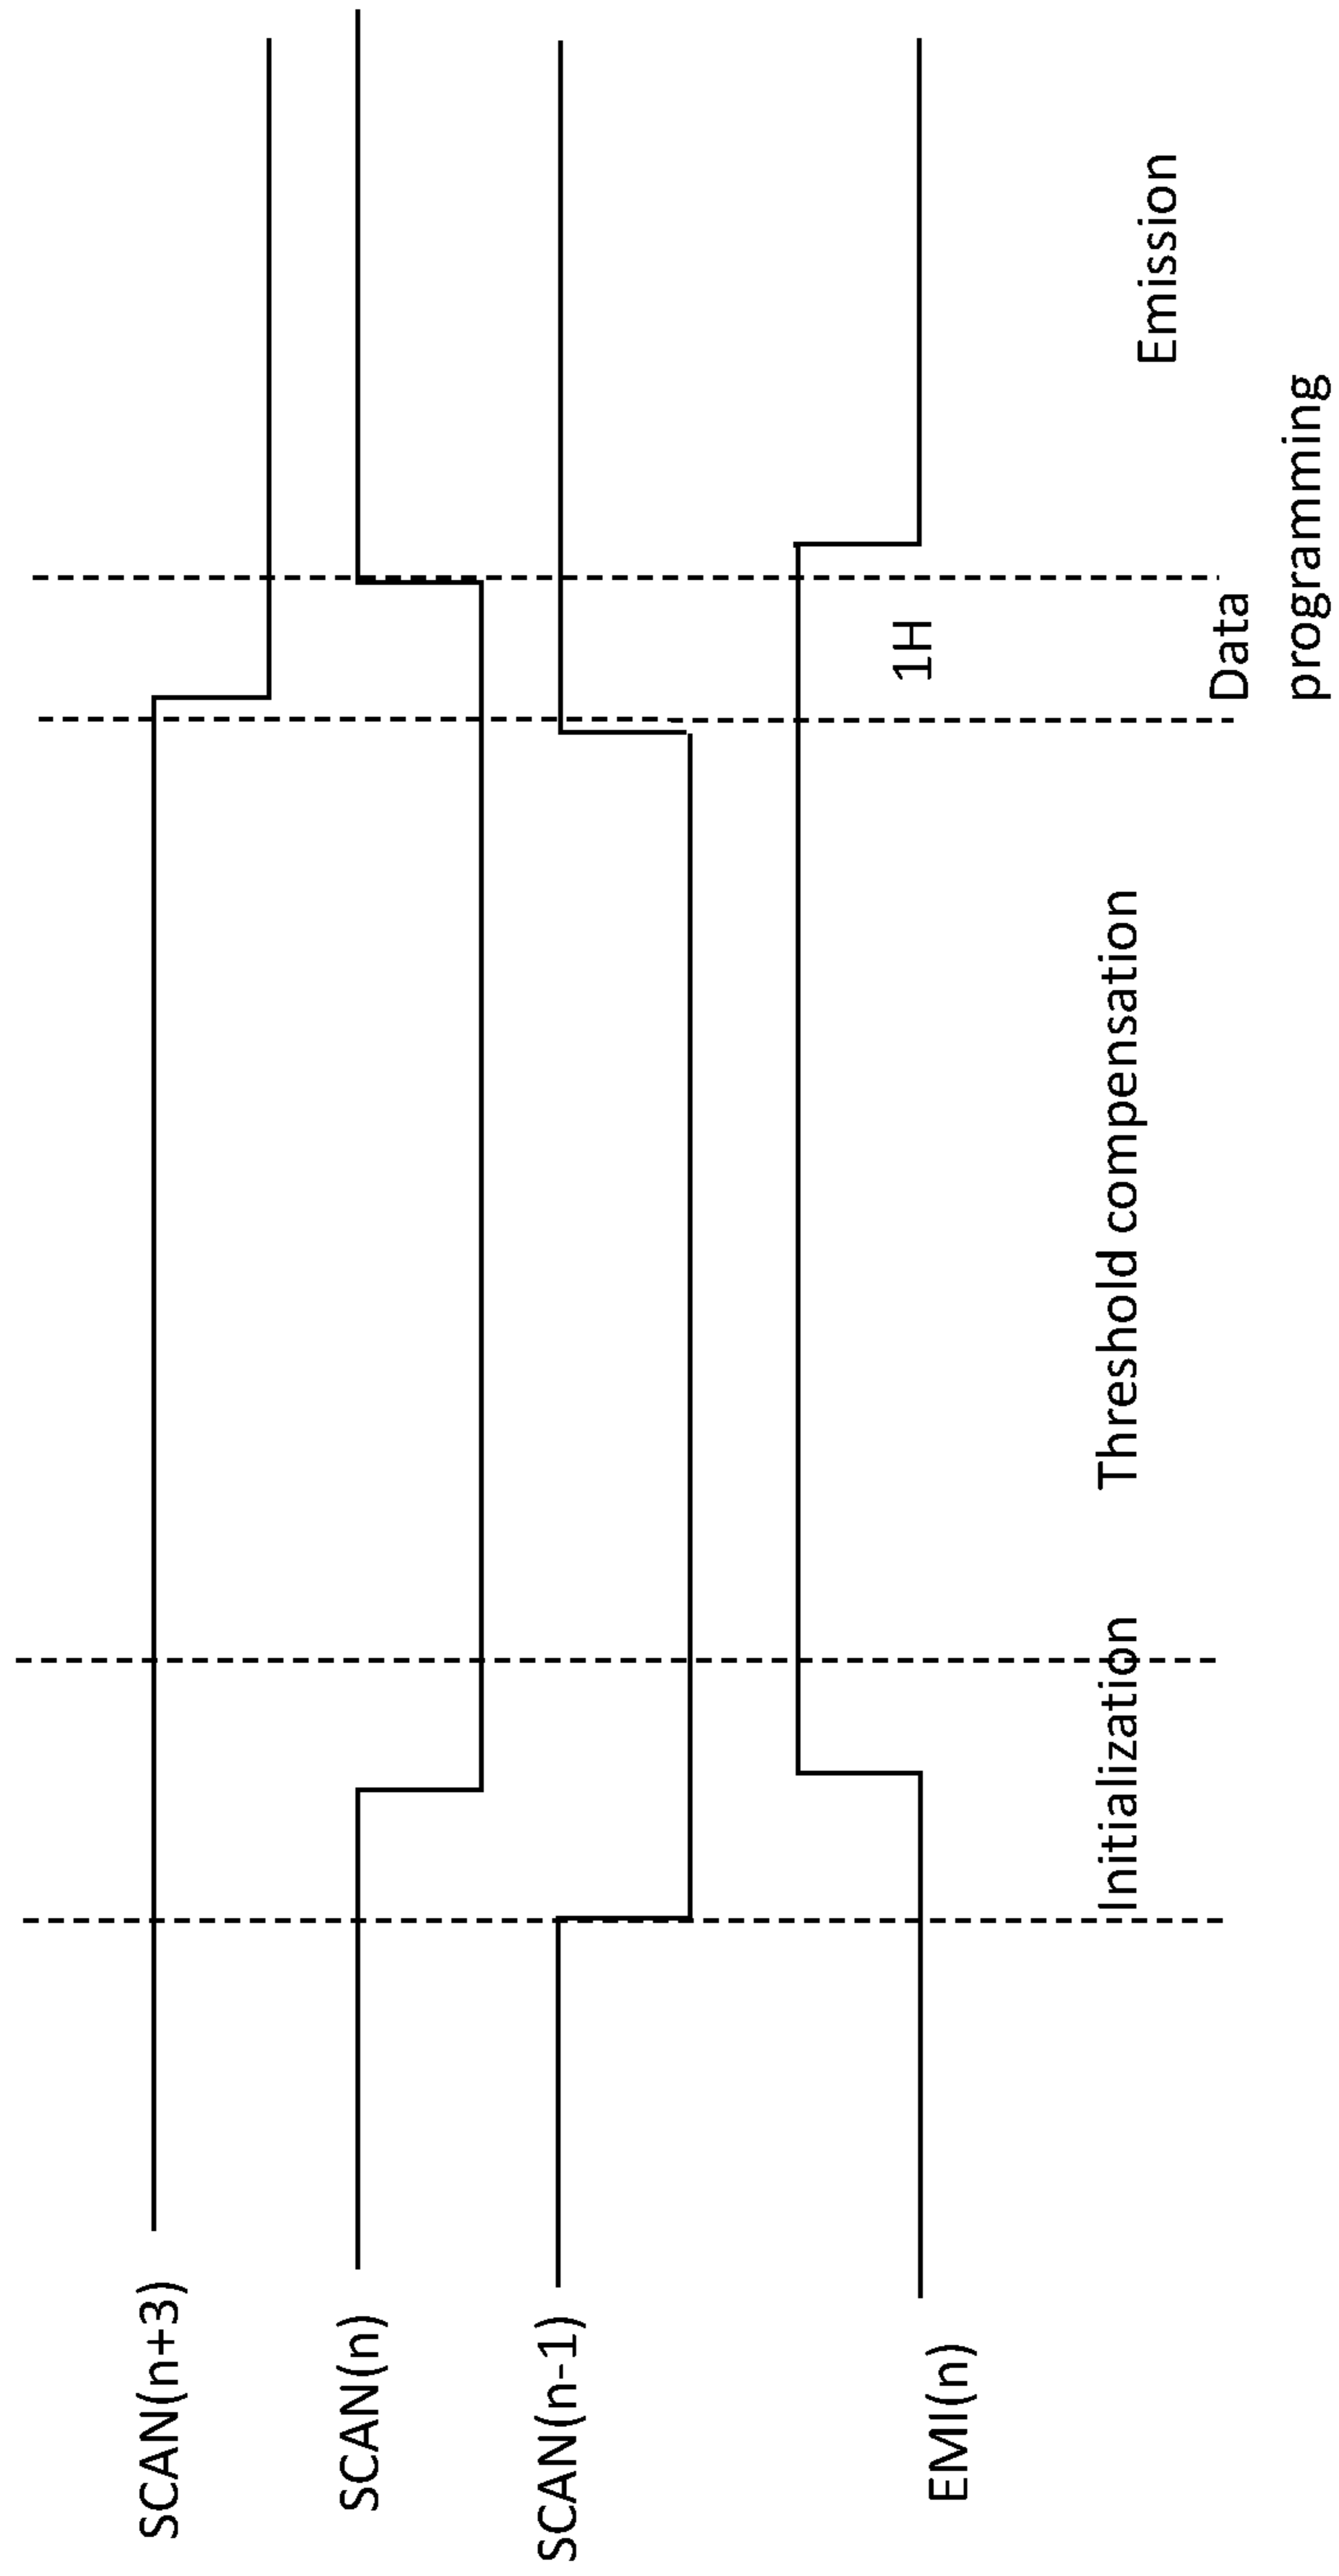 SCAN(n+3)
SCAN(n)
SCAN(n-1)
EMI(n)
1H
Initialization
Threshold compensation
Data
programming
Emission